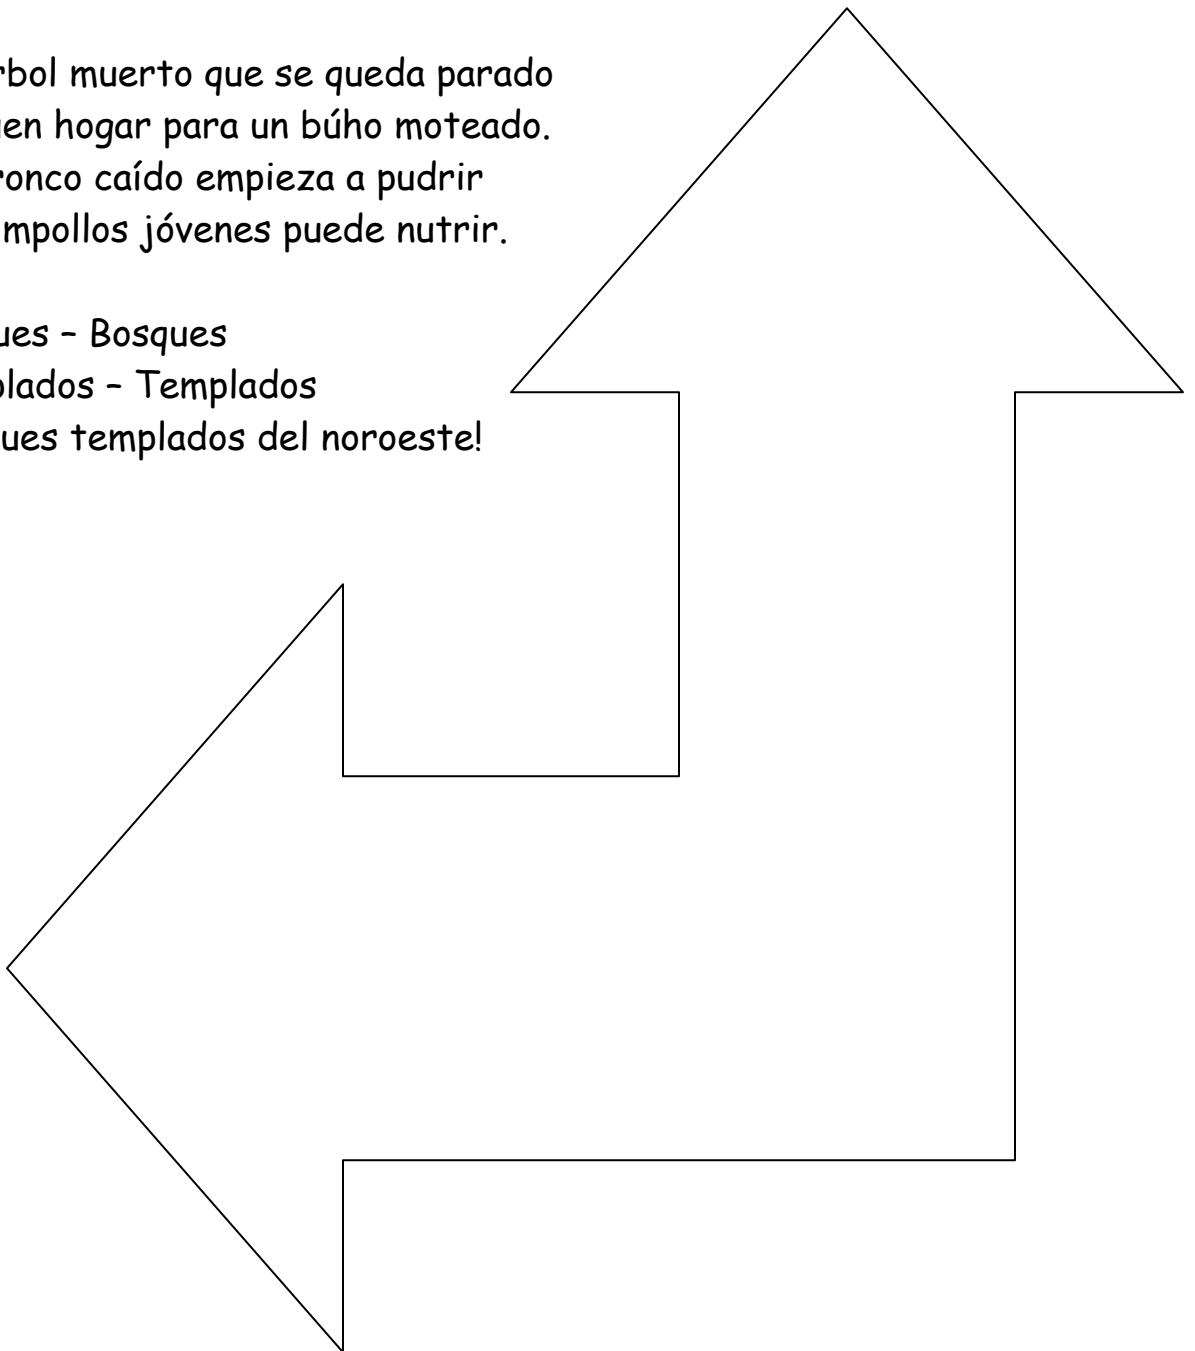 rbol muerto que se queda parado
en hogar para un búho moteado.
ronco caído empieza a pudrir
mpollos jóvenes puede nutrir.
ues – Bosques
lados – Templados
ues templados del noroeste!